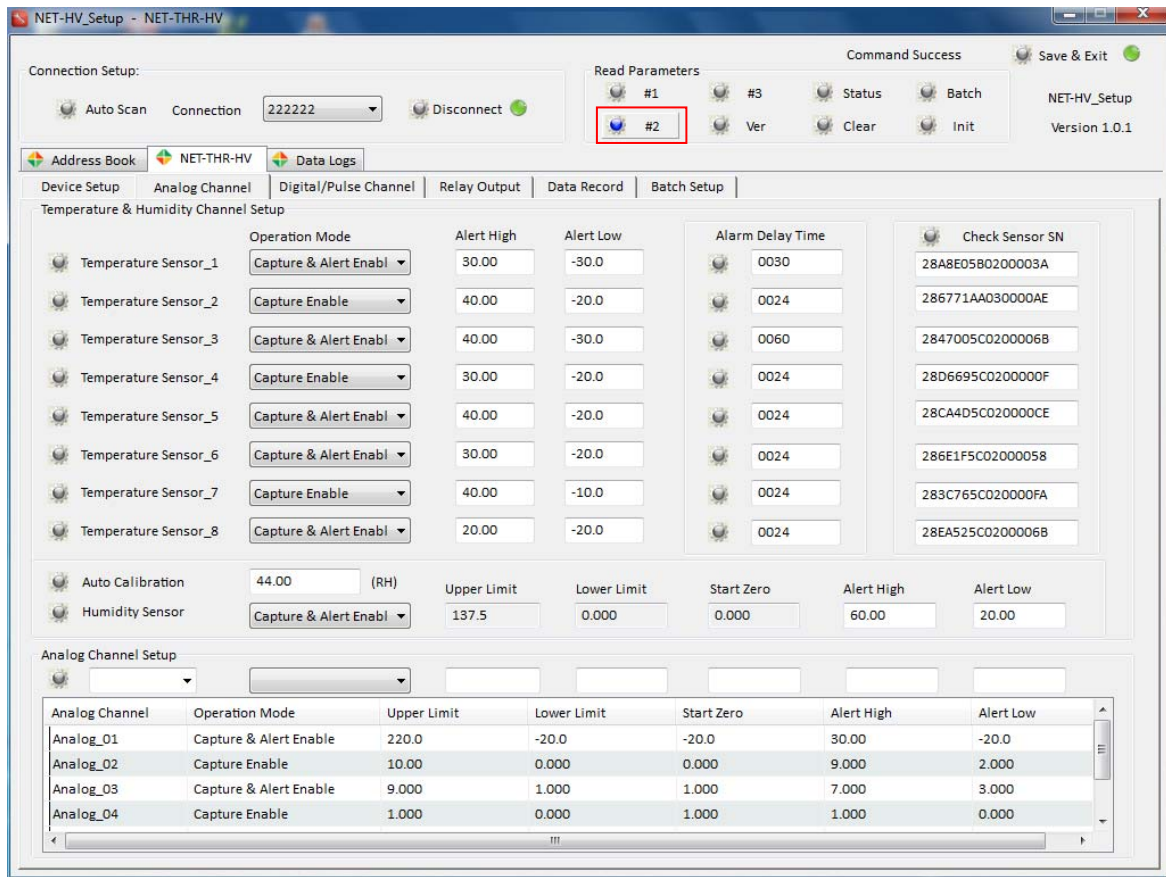 NET-HV_Setup - NET-THR-HV
Command Success Save & Exit
Connection Setup: Read Parameters
#1 #3 Status Batch NET-HV_Setup
Auto Scan Connection 222222 Disconnect
#2 Ver Clear Init Version 1.0.1
Address Book NET-THR-HV Data Logs
Device Setup Analog Channel Digital/Pulse Channel Relay Output Data Record Batch Setup
Temperature & Humidity Channel Setup
Operation Mode Alert High Alert Low Alarm Delay Time Check Sensor SN
Temperature Sensor_1 Capture & Alert Enabl 30.00 -30.0 0030 28A8E05B0200003A
Temperature Sensor_2 Capture Enable 40.00 -20.0 0024 286771AA030000AE
Temperature Sensor_3 Capture & Alert Enabl 40.00 -30.0 0060 2847005C0200006B
Temperature Sensor_4 Capture Enable 30.00 -20.0 0024 28D6695C0200000F
Temperature Sensor_5 Capture & Alert Enabl 40.00 -20.0 0024 28CA4D5C020000CE
Temperature Sensor_6 Capture & Alert Enabl 30.00 -20.0 0024 286E1F5C02000058
Temperature Sensor_7 Capture Enable 40.00 -10.0 0024 283C765C020000FA
Temperature Sensor_8 Capture & Alert Enabl 20.00 -20.0 0024 28EA525C0200006B
Auto Calibration 44.00 (RH) Upper Limit Lower Limit Start Zero Alert High Alert Low
Humidity Sensor Capture & Alert Enabl 137.5 0.000 0.000 60.00 20.00
Analog Channel Setup
Analog Channel Operation Mode Upper Limit Lower Limit Start Zero Alert High Alert Low
Analog_01 Capture & Alert Enable 220.0 -20.0 -20.0 30.00 -20.0
Analog_02 Capture Enable 10.00 0.000 0.000 9.000 2.000
Analog_03 Capture & Alert Enable 9.000 1.000 1.000 7.000 3.000
Analog_04 Capture Enable 1.000 0.000 1.000 1.000 0.000